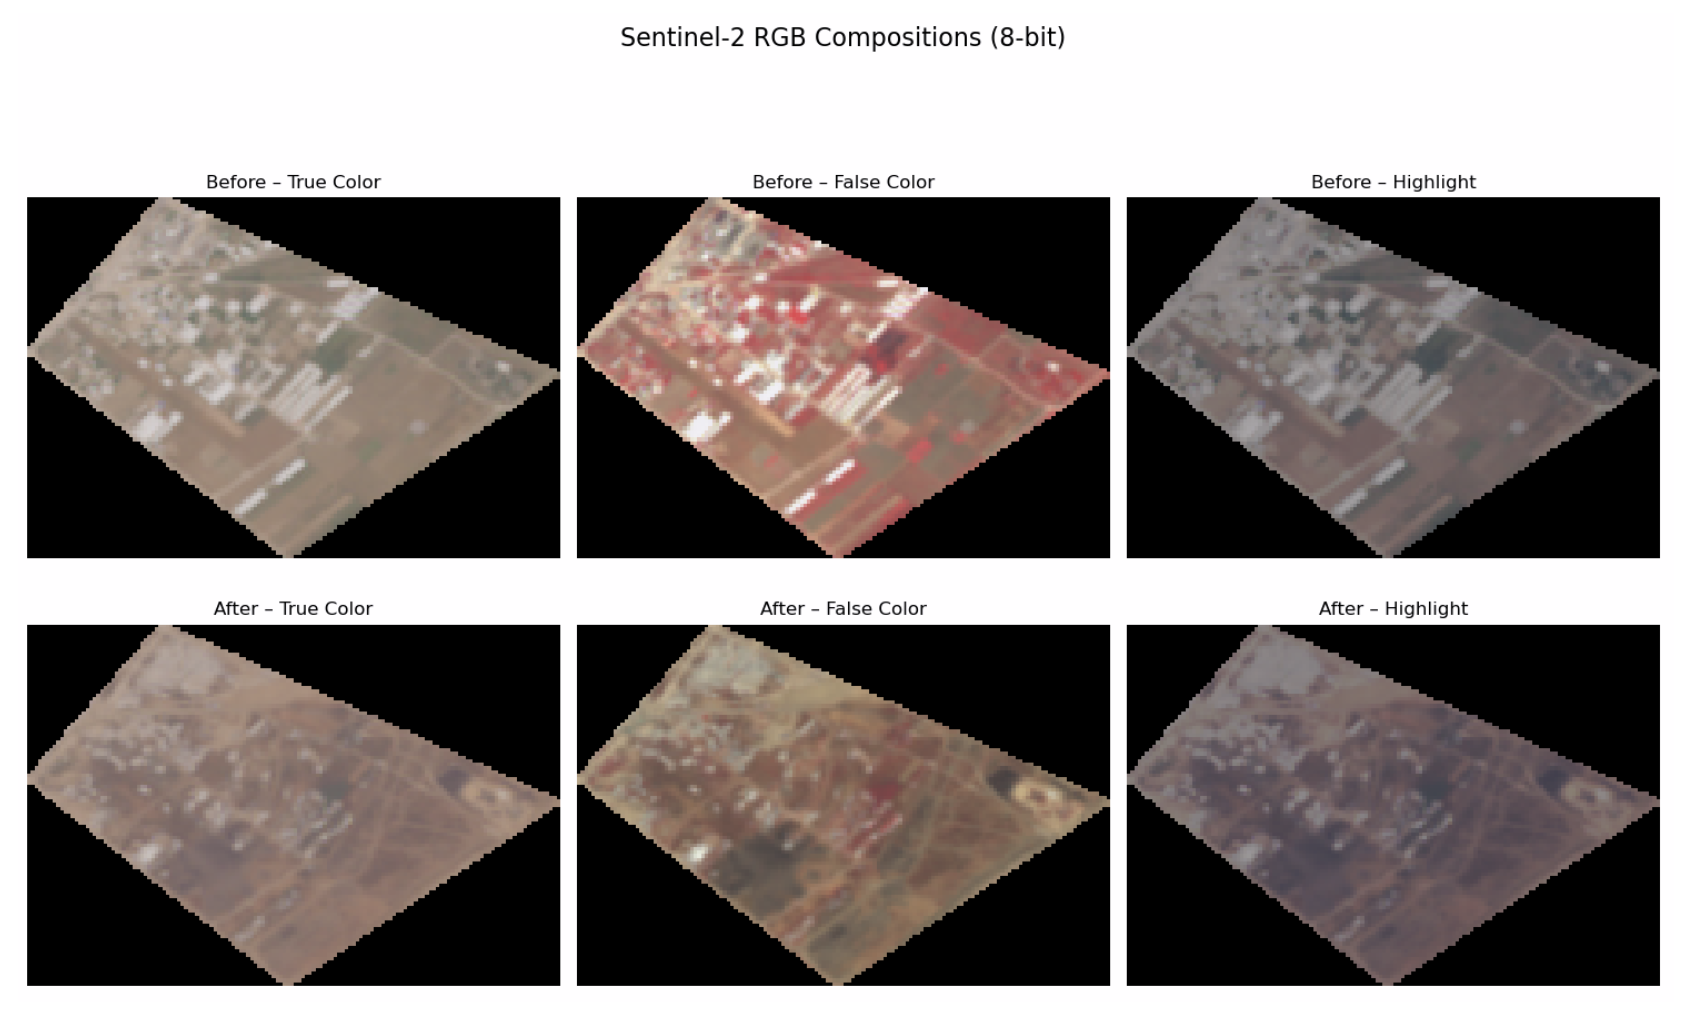 Sentinel-2 RGB Compositions (8-bit)
Before – True Color
Before – False Color
Before – Highlight
After – True Color
After – False Color
After – Highlight